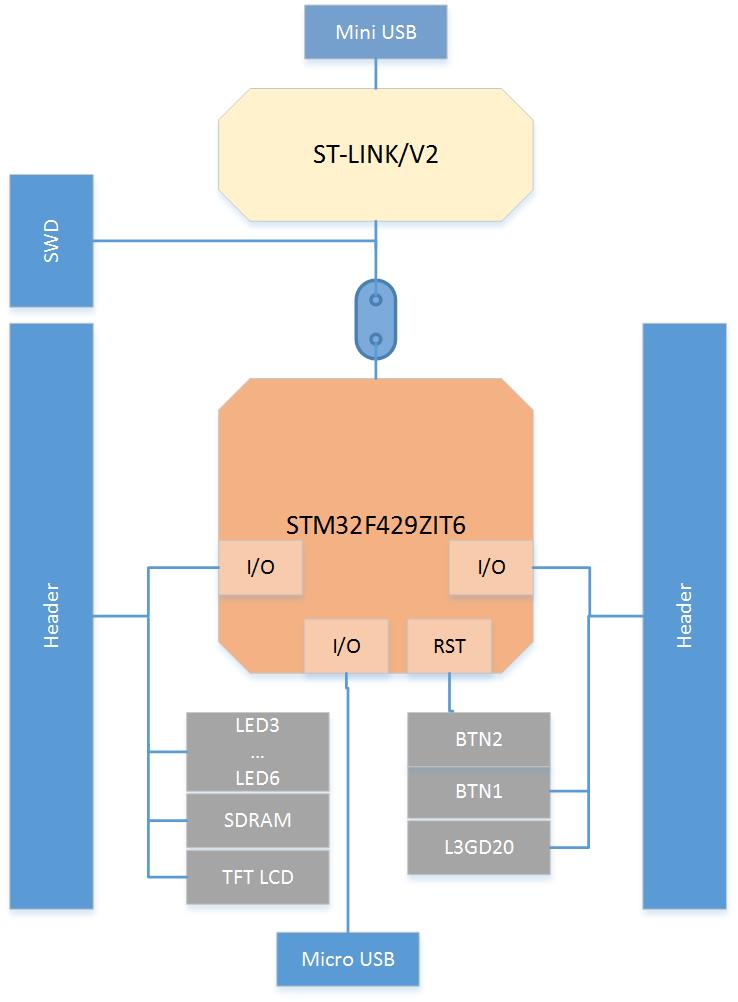 Mini USB
ST-LINK/V2
SWD
STM32F429ZIT6
I/O
I/O
Header
Header
I/O
RST
LED3
...
LED6
SDRAM
TFT LCD
BTN2
BTN1
L3GD20
Micro USB